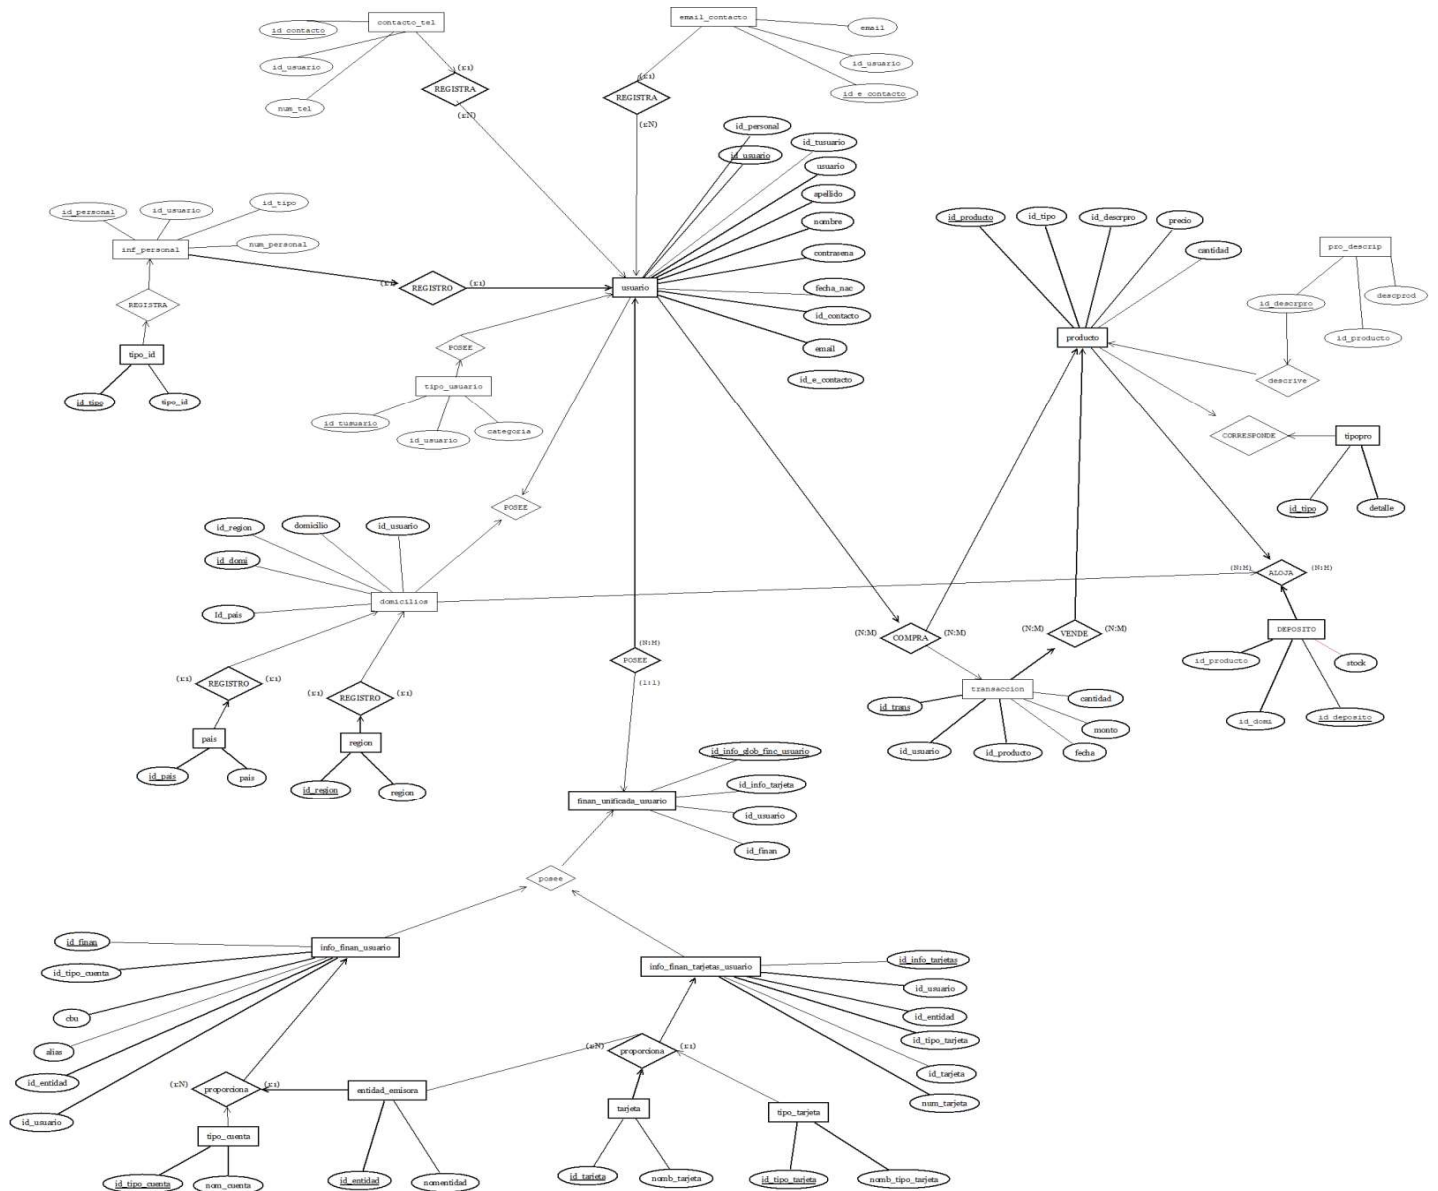 id_contacto
contacto_tel
id_usuario
num_tel
(1:1)
REGISTRA
(1:N)
email_contacto
email
id_usuario
id_e_contacto
(1:1)
REGISTRA
(1:N)
id_personal
id_usuario
id_tusuario
usuario
apellido
nombre
contrasena
fecha_nac
id_contacto
email
id_e_contacto
usuario
id_personal
id_usuario
id_tipo
num_personal
inf_personal
REGISTRA
tipo_id
id_tipo
tipo_id
(1:1)
REGISTRO
(1:1)
POSEE
tipo_usuario
id_tusuario
id_usuario
categoria
id_producto
id_tipo
id_descrpro
precio
cantidad
producto
pro_descrip
id_descrpro
descprod
id_producto
descrive
CORRESPONDE
tipopro
id_tipo
detalle
POSEE
id_region
domicilio
id_usuario
id_domi
domicilios
Id_pais
(1:1)
REGISTRO
(1:1)
(1:1)
REGISTRO
(1:1)
pais
id_pais
pais
region
id_region
region
(N:M)
ALOJA
(N:M)
DEPOSITO
id_producto
stock
id_domi
id_deposito
(N:M)
COMPRA
(N:M)
(N:M)
VENDE
(N:M)
transaccion
id_trans
cantidad
monto
id_usuario
id_producto
fecha
(N:M)
POSEE
(1:1)
id_info_glob_finc_usuario
id_info_tarjeta
finan_unificada_usuario
id_usuario
id_finan
posee
id_finan
info_finan_usuario
id_tipo_cuenta
cbu
alias
id_entidad
id_usuario
(1:N)
proporciona
(1:1)
tipo_cuenta
id_tipo_cuenta
nom_cuenta
entidad_emisora
id_entidad
nomentidad
info_finan_tarjetas_usuario
id_info_tarjetas
id_usuario
id_entidad
id_tipo_tarjeta
id_tarjeta
num_tarjeta
(1:N)
proporciona
(1:1)
tarjeta
id_tarjeta
nomb_tarjeta
tipo_tarjeta
id_tipo_tarjeta
nomb_tipo_tarjeta